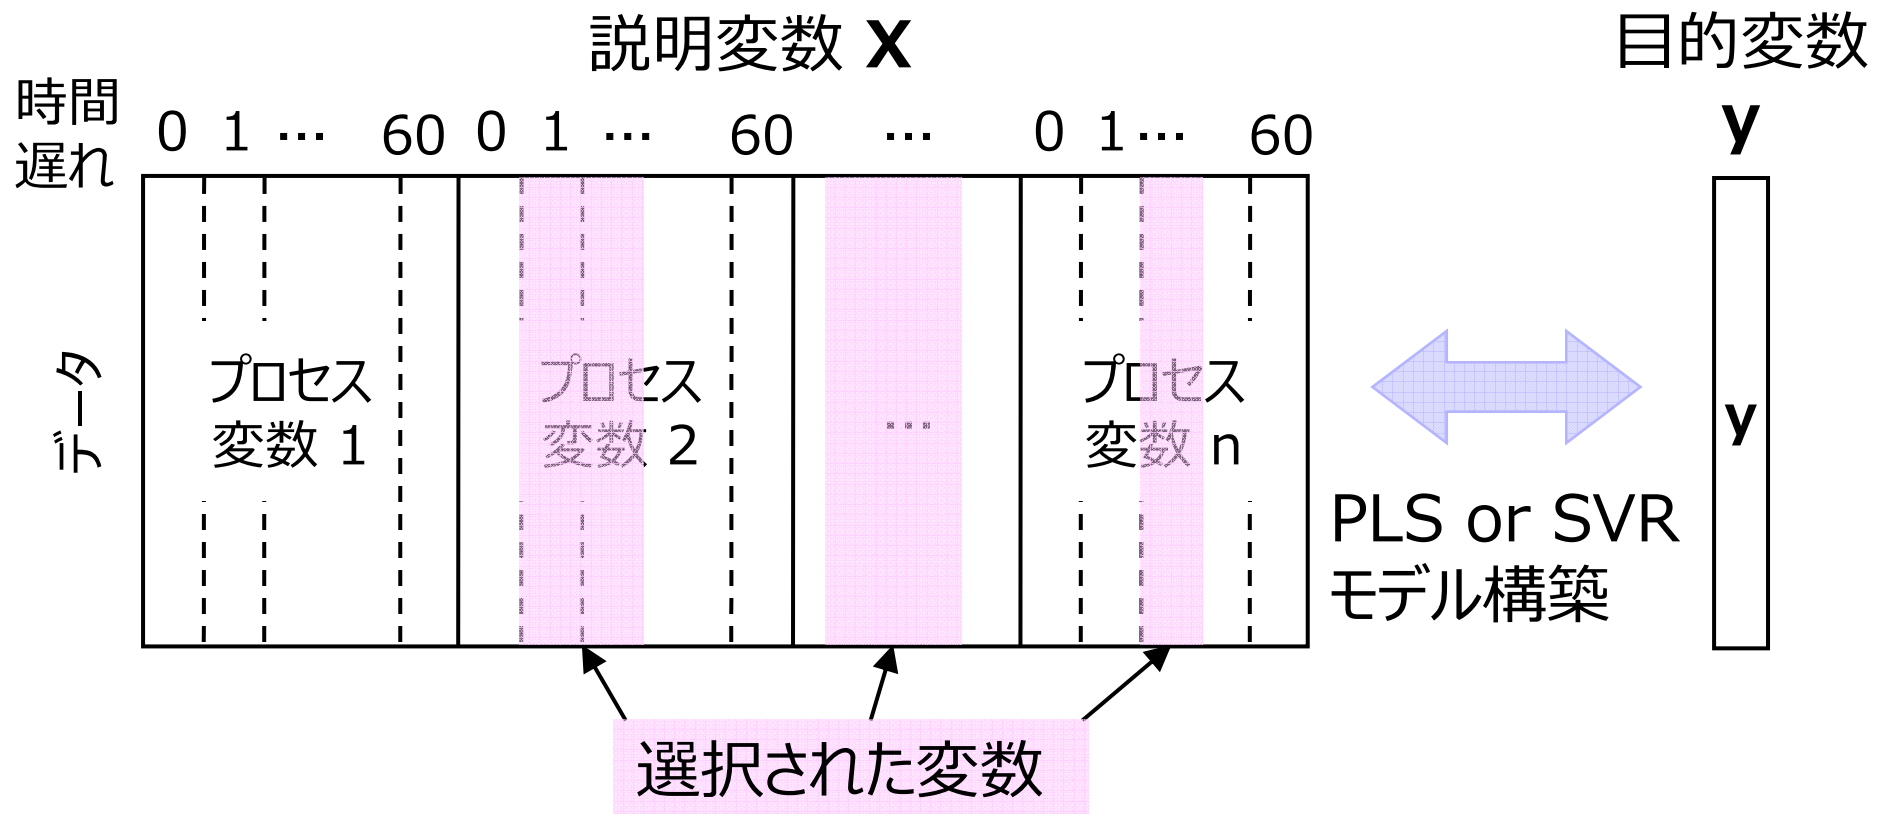 説明変数 X
目的変数
y
時間
遅れ
0 1 … 60 0 1 … 60 … 0 1 … 60
データ
プロセス
変数 1
プロセス
変数 2
…
プロセス
変数 n
y
PLS or SVR
モデル構築
選択された変数